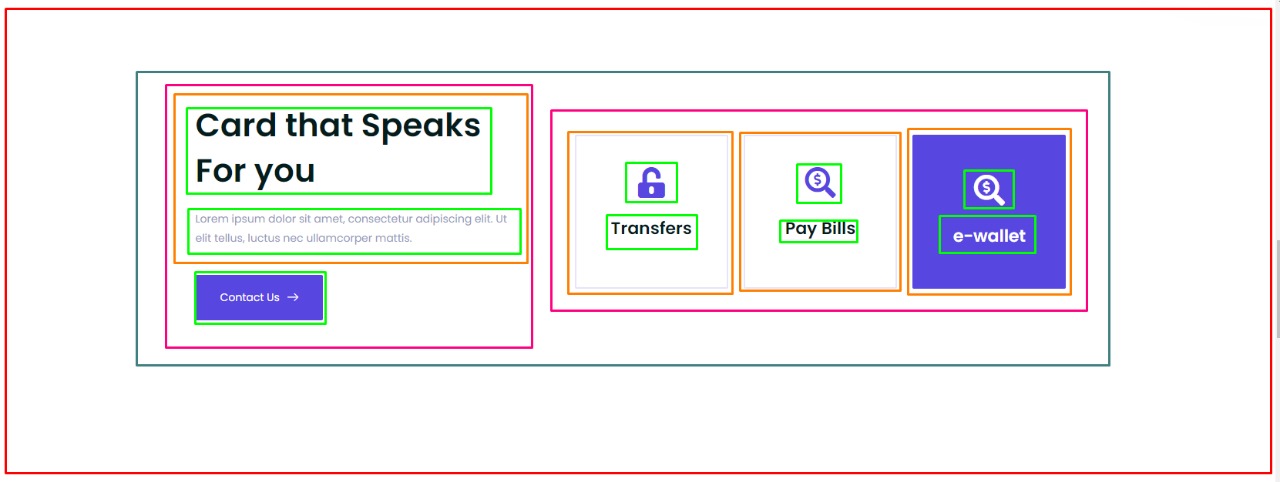 Card that Speaks
For you
Lorem ipsum dolor sit amet, consectetur adipiscing elit. Ut
elit tellus, luctus nec ullamcorper mattis.
Contact Us →
Transfers
$
Pay Bills
$
e-wallet